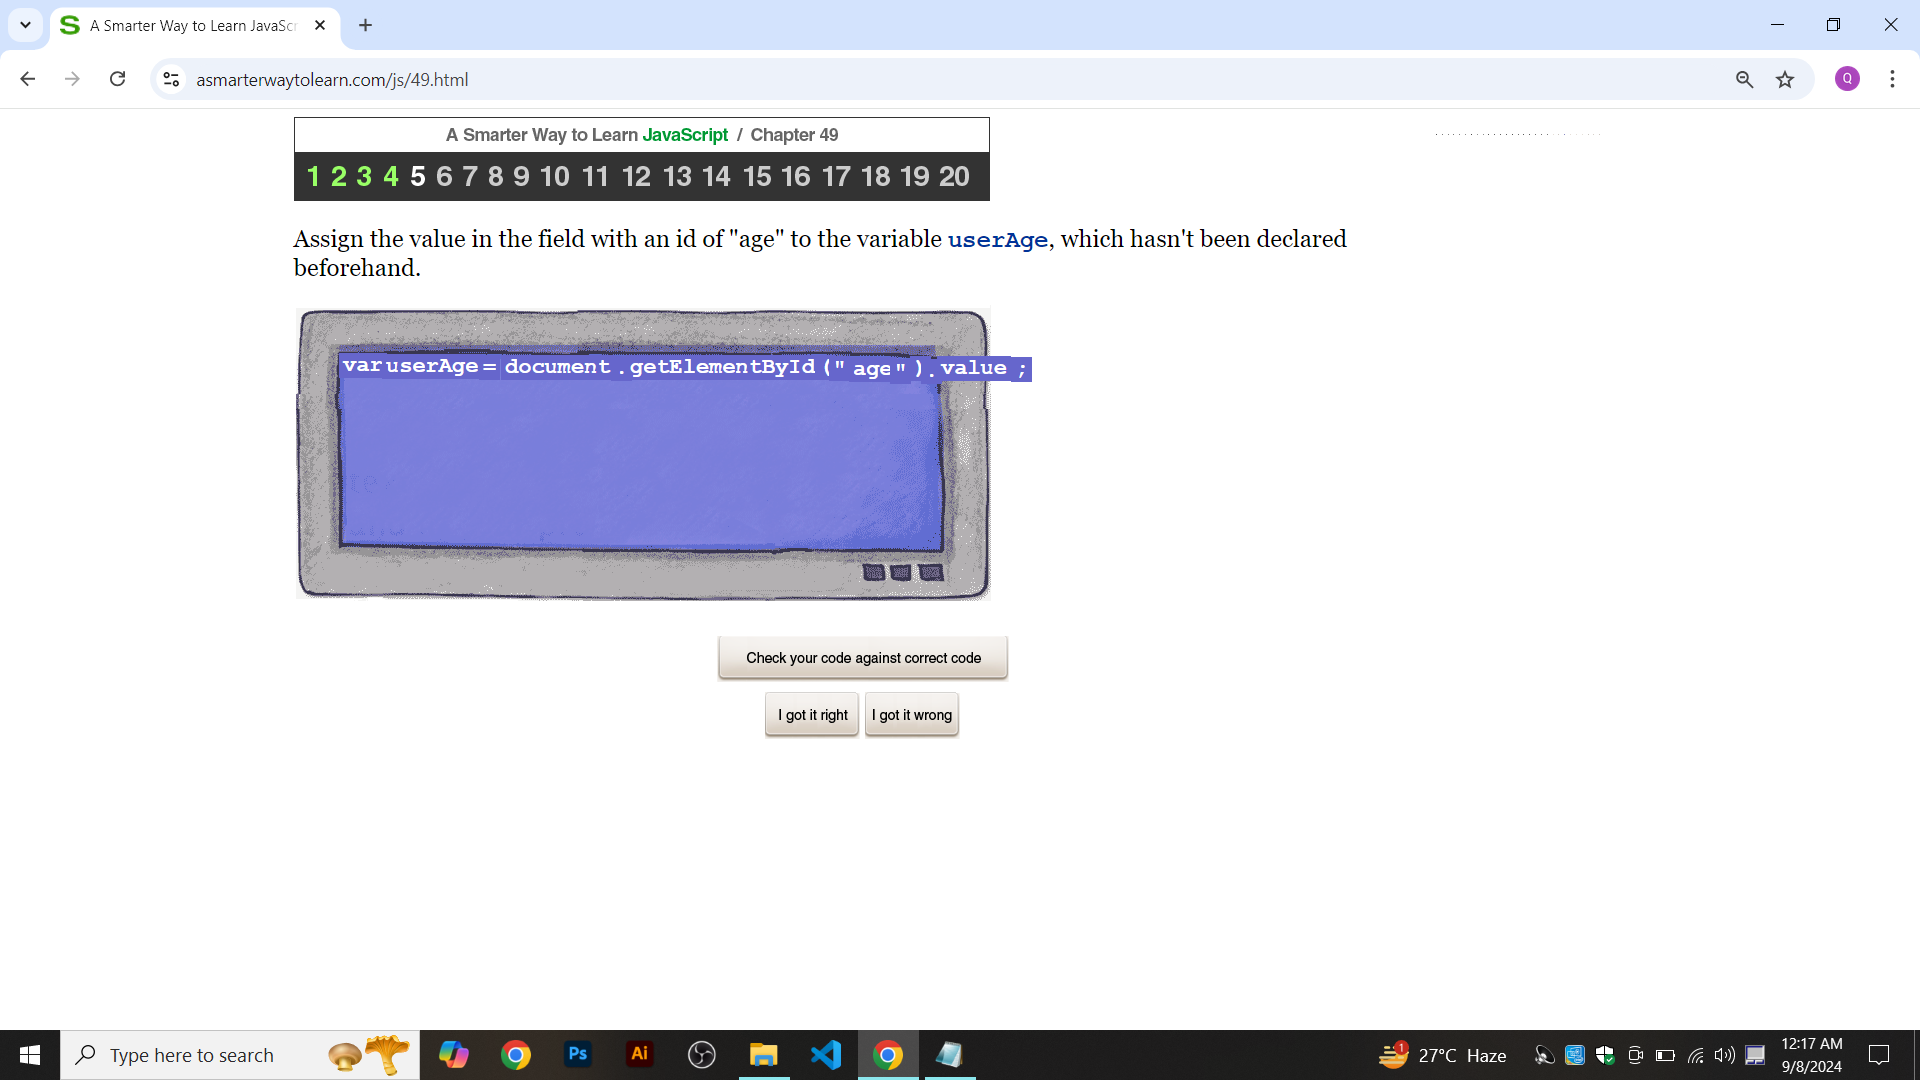 A Smarter Way to Learn JavaScr
asmarterwaytolearn.com/js/49.html
Q
A Smarter Way to Learn JavaScript / Chapter 49
1 2 3 4 5 6 7 8 9 10 11 12 13 14 15 16 17 18 19 20
Assign the value in the field with an id of "age" to the variable userAge, which hasn't been declared
beforehand.
var userAge = document.getElementById("age").value;
Check your code against correct code
I got it right
I got it wrong
Type here to search
Ps
Ai
1
27°C Haze
12:17 AM
9/8/2024